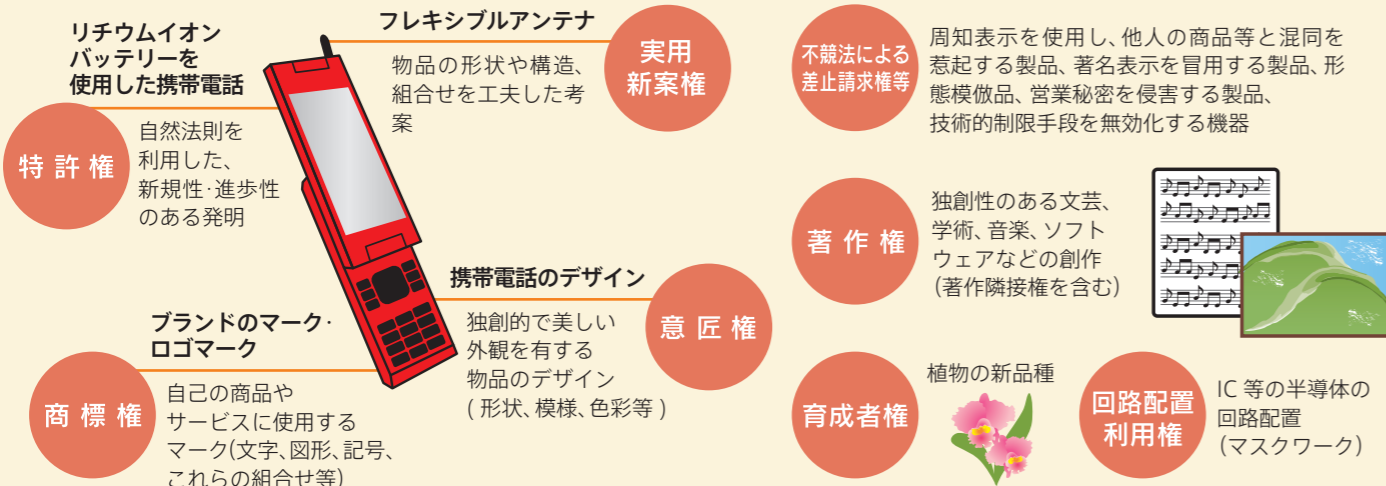 リチウムイオン
バッテリーを
使用した携帯電話
特許権
自然法則を
利用した、
新規性･進歩性
のある発明
フレキシブルアンテナ
物品の形状や構造、
組合せを工夫した考
案
実用
新案権
携帯電話のデザイン
独創的で美しい
外観を有する
物品のデザイン
( 形状、模様、色彩等 )
意匠権
ブランドのマーク･
ロゴマーク
商標権
自己の商品や
サービスに使用する
マーク(文字、図形、記号、
これらの組合せ等)
不競法による
差止請求権等
周知表示を使用し、他人の商品等と混同を
惹起する製品、著名表示を冒用する製品、形
態模倣品、営業秘密を侵害する製品、
技術的制限手段を無効化する機器
著作権
独創性のある文芸、
学術、音楽、ソフト
ウェアなどの創作
(著作隣接権を含む)
育成者権
植物の新品種
回路配置
利用権
IC 等の半導体の
回路配置
(マスクワーク)